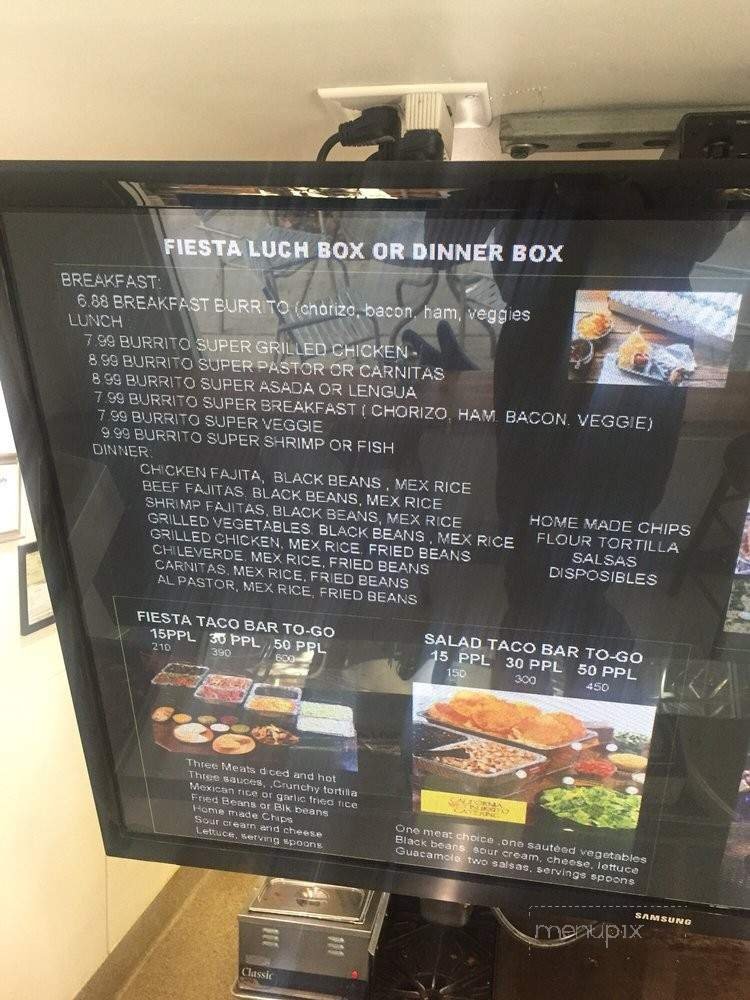 FIESTA LUCH BOX OR DINNER BOX
BREAKFAST:
6.88 BREAKFAST BURRITO (chorizo, bacon, ham, veggies
LUNCH
7.99 BURRITO SUPER GRILLED CHICKEN -
8.99 BURRITO SUPER PASTOR OR CARNITAS
8.99 BURRITO SUPER ASADA OR LENGUA
7.99 BURRITO SUPER BREAKFAST ( CHORIZO, HAM. BACON. VEGGIE)
7.99 BURRITO SUPER VEGGIE
9.99 BURRITO SUPER SHRIMP OR FISH
DINNER:
CHICKEN FAJITA, BLACK BEANS , MEX RICE
BEEF FAJITAS, BLACK BEANS, MEX RICE
SHRIMP FAJITAS, BLACK BEANS, MEX RICE
GRILLED VEGETABLES, BLACK BEANS , MEX RICE
GRILLED CHICKEN, MEX RICE, FRIED BEANS
CHILEVERDE, MEX RICE, FRIED BEANS
CARNITAS, MEX RICE, FRIED BEANS
AL PASTOR, MEX RICE, FRIED BEANS
HOME MADE CHIPS
FLOUR TORTILLA
SALSAS
DISPOSIBLES
FIESTA TACO BAR TO-GO
15PPL 30 PPL 50 PPL
210 390 600
Three Meats diced and hot
Three sauces, ,Crunchy tortilla
Mexican rice or garlic fried rice
Fried Beans or Blk beans
Home made Chips
Sour cream and cheese
Lettuce, serving spoons
SALAD TACO BAR TO-GO
15 PPL 30 PPL 50 PPL
150 300 450
CALIFORNIA
BURRITO
One meat choice ,one sautéed vegetables
Black beans, sour cream, cheese, lettuce
Guacamole, two salsas, servings spoons
SAMSUNG
menupix
Classic